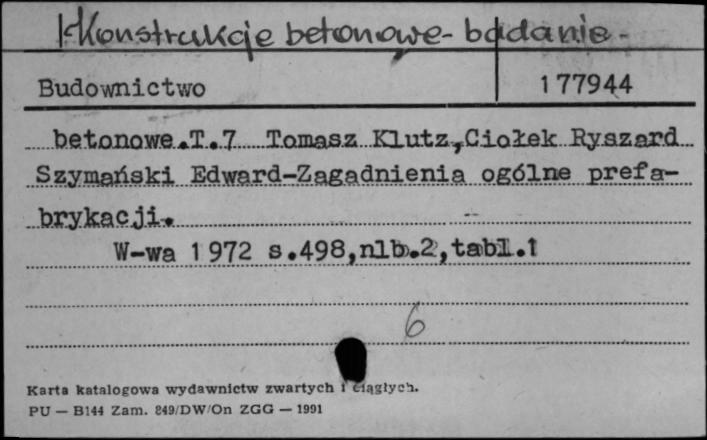 Konstrukcje betonowe - badanie -
Budownictwo 177944
betonowe.T.7 Tomasz Klutz,Ciołek Ryszard
Szymański Edward-Zagadnienia ogólne prefa-
brykacji.
W-wa 1972 s.498,nlb.2,tabl.1
6
Karta katalogowa wydawnictw zwartych i ciągłych.
PU — B144 Zam. 849/DW/On ZGG — 1991